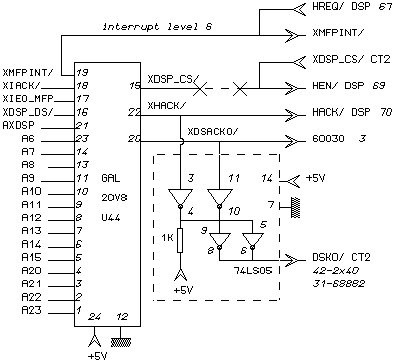 HREQ/ DSP 67
interrupt level 6
XMFPINT/
XDSP_CS/ CT2
XMFPINT/ 19
XDSP_CS/
XIACK/ 18
15
HEN/ DSP 69
XIEO_MFP 17
XHACK/
XDSP_DS/ 16
22
HACK/ DSP 70
AXDSP 21
XDSACKO/
A6 23
20
60030 3
A7 14
A8 13
A9 11
GAL
3
11
14
+5V
A10 10
20V8
A11 9
U44
4
10
7
A12 8
A13 7
1K
9
5
A14 6
A15 5
8
6
DSKO/ CT2
A20 4
74LS05
42-2x40
A21 3
31-68882
A22 2
+5V
A23 1
24
12
+5V